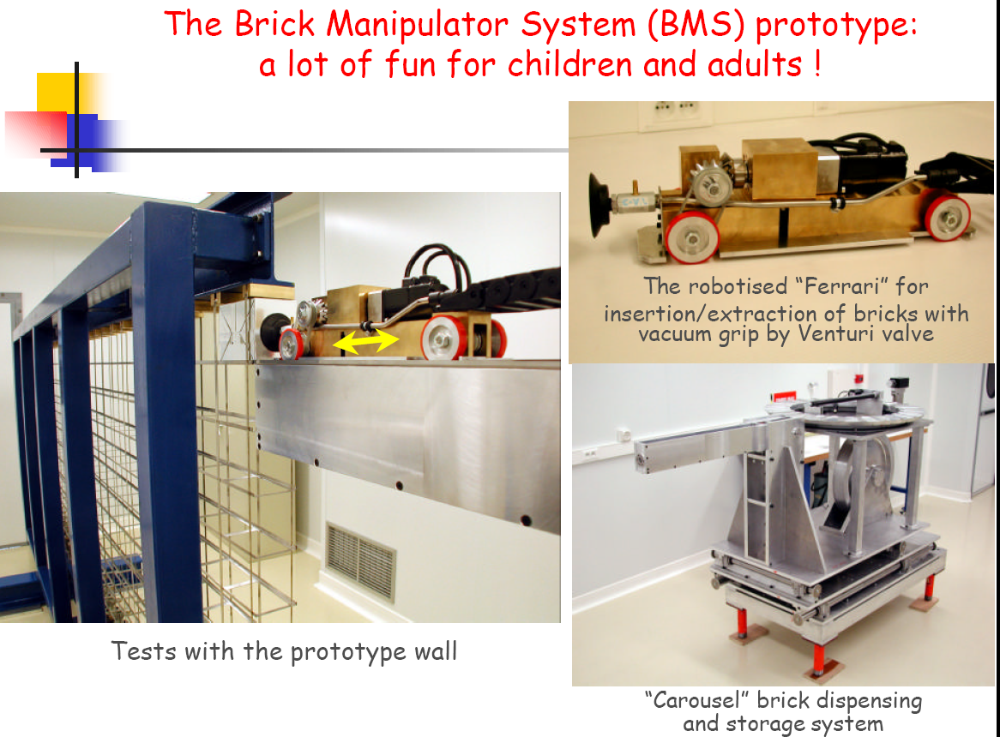 The Brick Manipulator System (BMS) prototype:
a lot of fun for children and adults !
The robotised “Ferrari” for
insertion/extraction of bricks with
vacuum grip by Venturi valve
Tests with the prototype wall
“Carousel” brick dispensing
and storage system